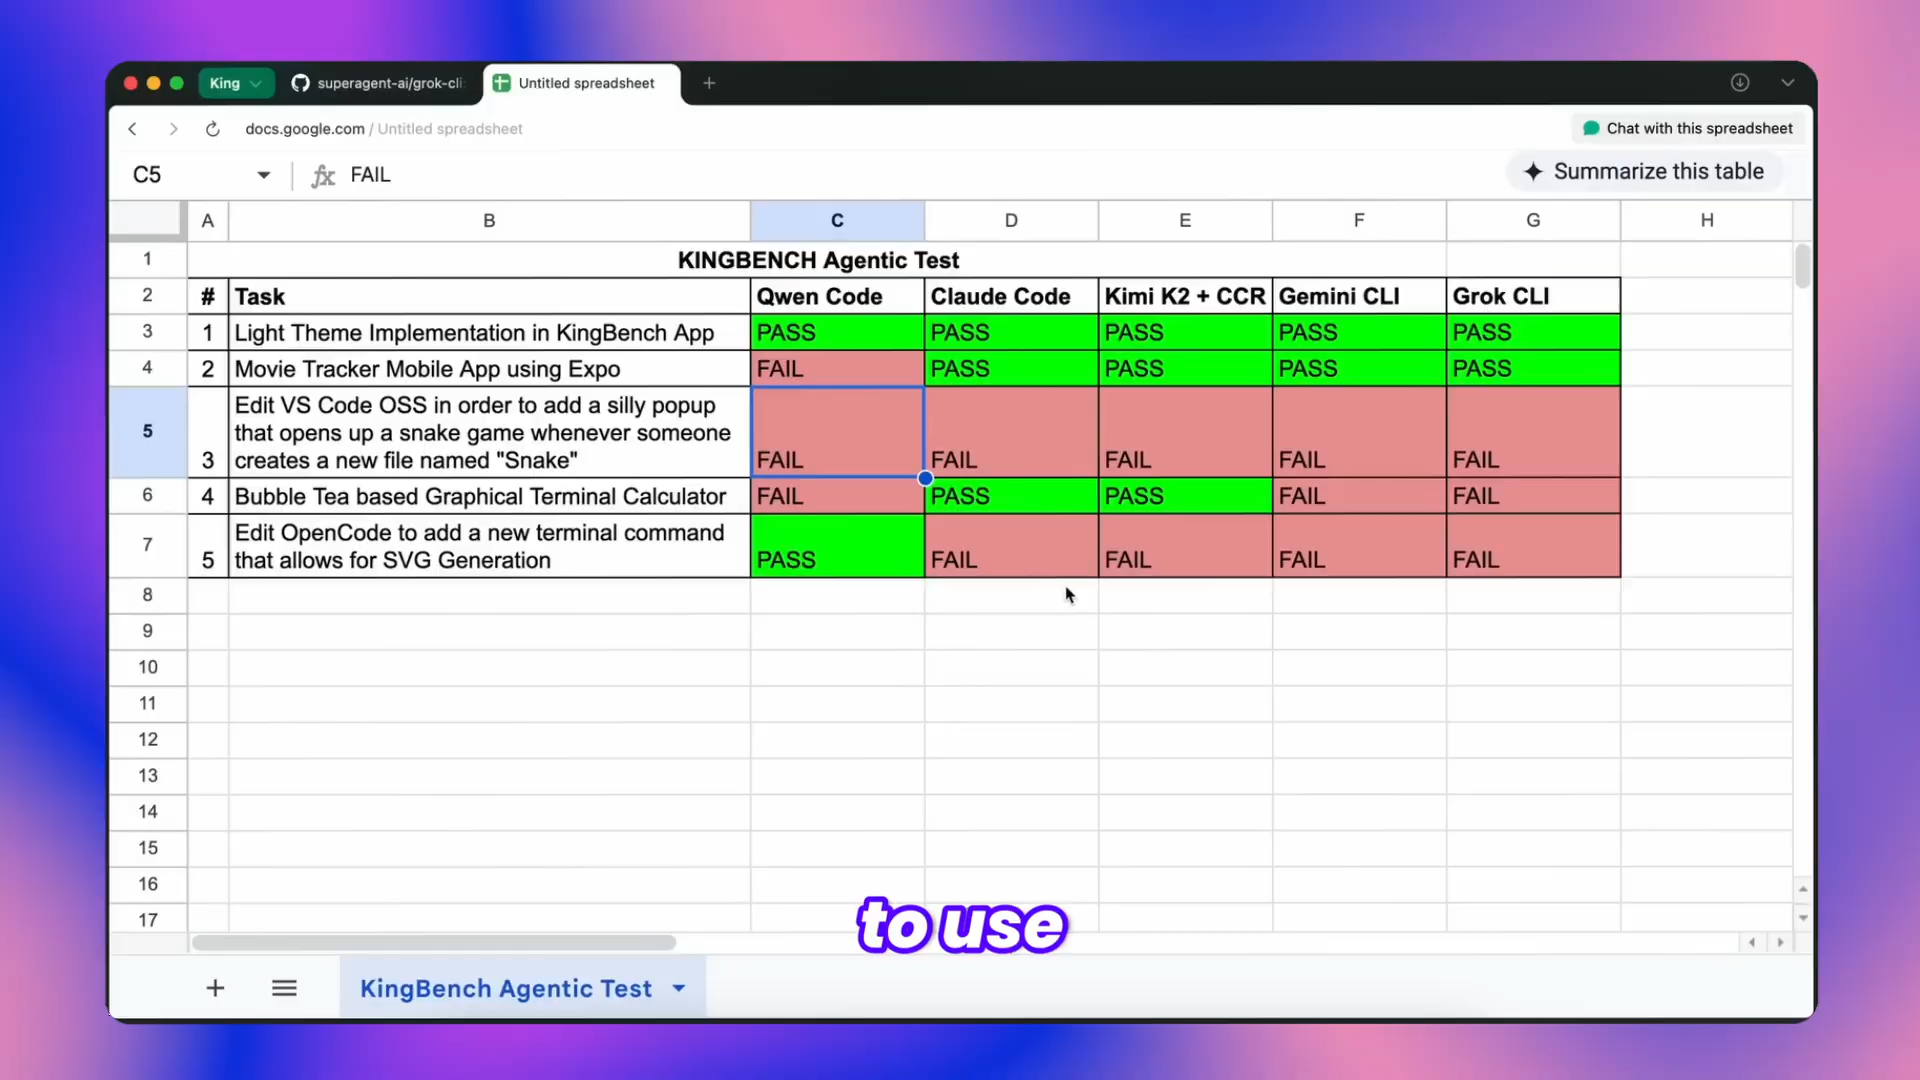 King
superagent-ai/grok-cli
Untitled spreadsheet
docs.google.com / Untitled spreadsheet
Chat with this spreadsheet
C5
fx FAIL
Summarize this table
A B C D E F G H
1 KINGBENCH Agentic Test
2 # Task Qwen Code Claude Code Kimi K2 + CCR Gemini CLI Grok CLI
3 1 Light Theme Implementation in KingBench App PASS PASS PASS PASS PASS
4 2 Movie Tracker Mobile App using Expo FAIL PASS PASS PASS PASS
Edit VS Code OSS in order to add a silly popup
5 that opens up a snake game whenever someone
3 creates a new file named "Snake" FAIL FAIL FAIL FAIL FAIL
6 4 Bubble Tea based Graphical Terminal Calculator FAIL PASS PASS FAIL FAIL
7 Edit OpenCode to add a new terminal command
5 that allows for SVG Generation PASS FAIL FAIL FAIL FAIL
8
9
10
11
12
13
14
15
16
17
to use
KingBench Agentic Test